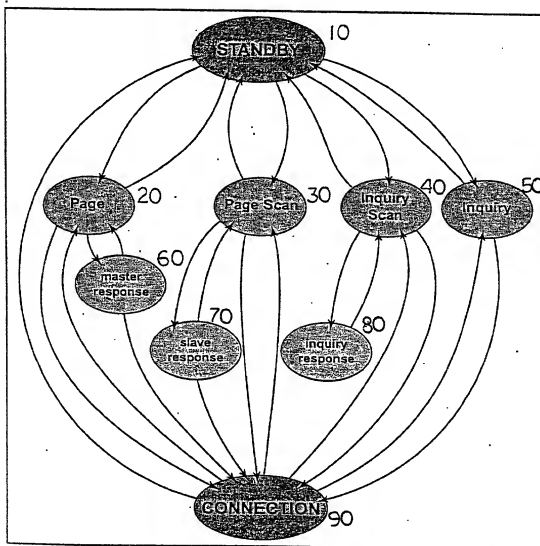 10
STANDBY
Page
20
Page Scan
30
Inquiry
Scan
40
Inquiry
50
master
response
60
slave
response
70
inquiry
response
80
CONNECTION
90